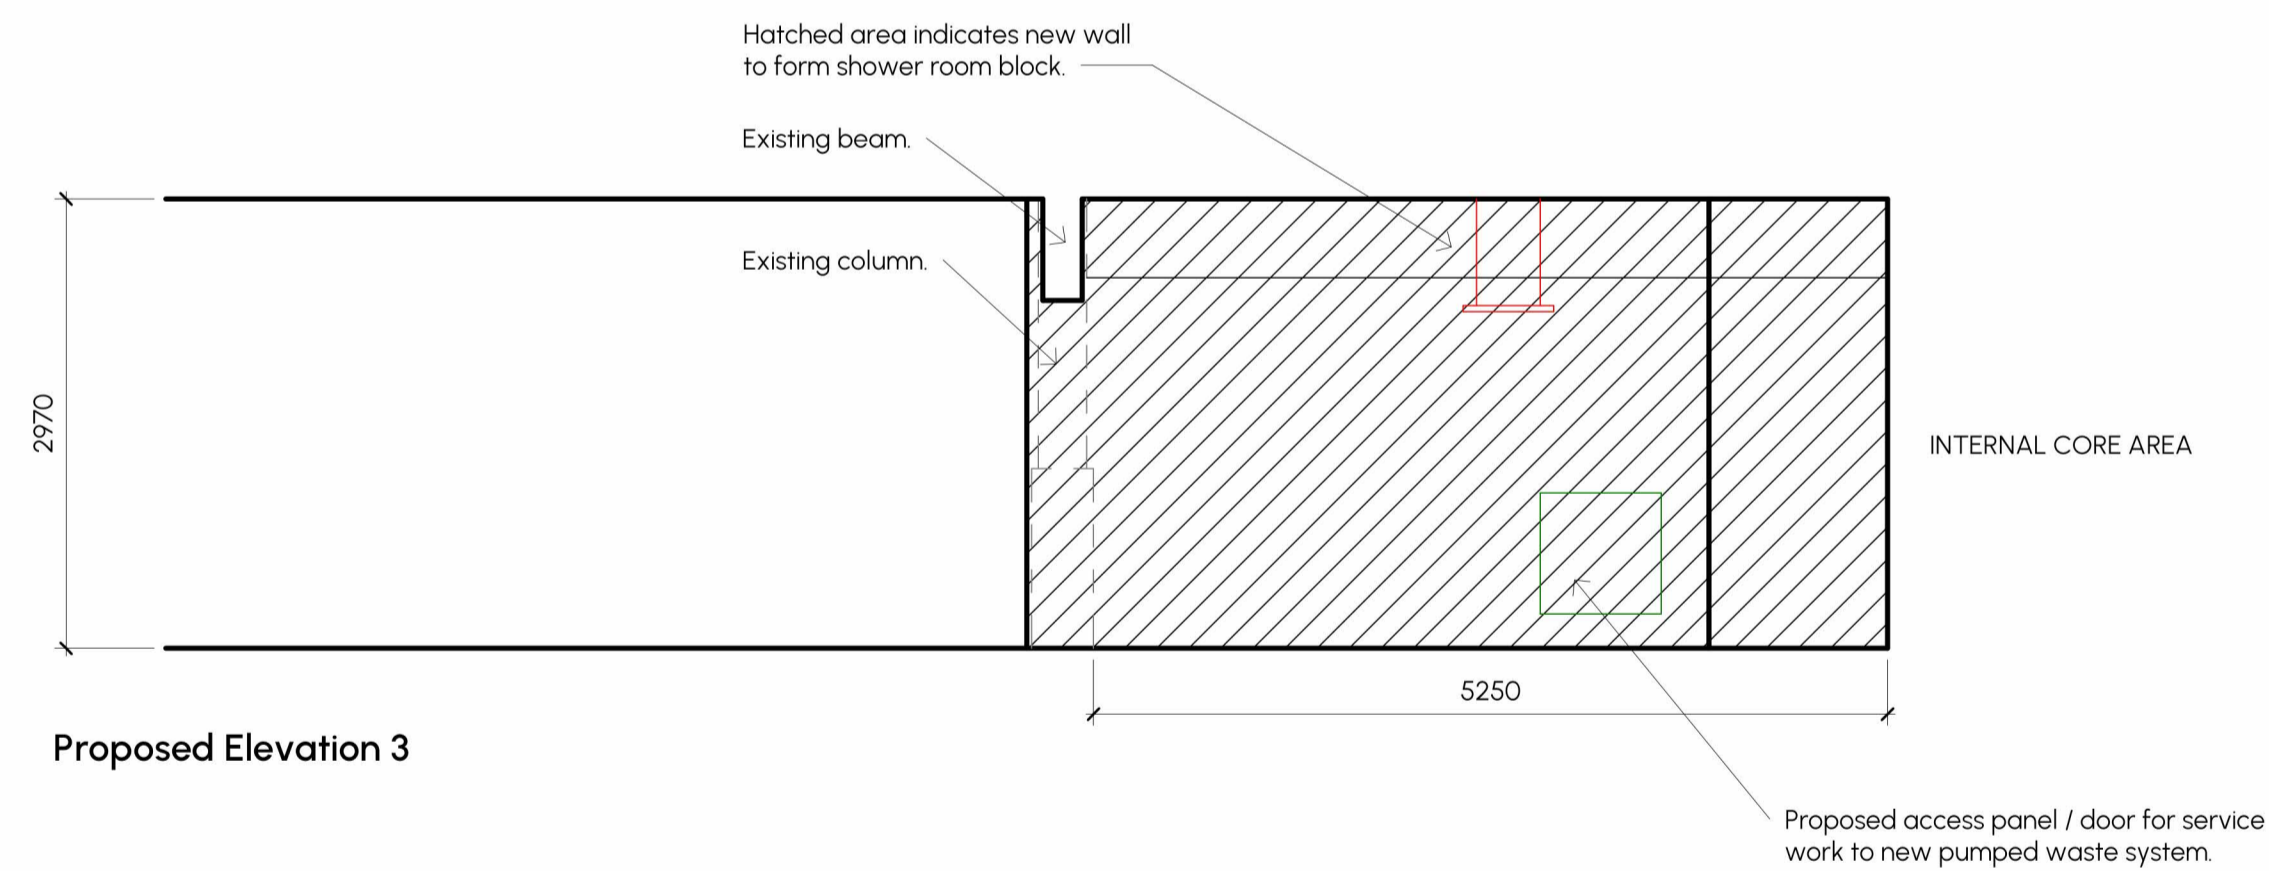 Hatched area indicates new wall
to form shower room block.
Existing beam.
Existing column.
2970
INTERNAL CORE AREA
5250
Proposed Elevation 3
Proposed access panel / door for service
work to new pumped waste system.